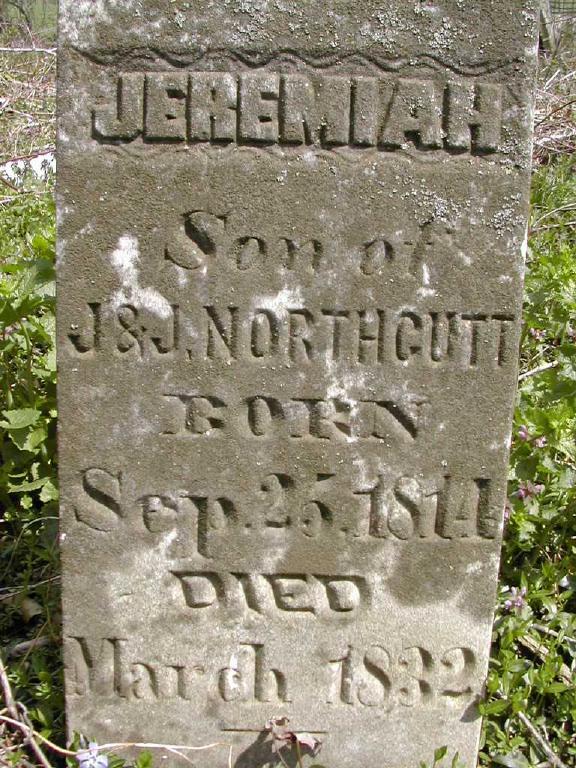 JEREMIAH
Son of
J & J. NORTHCUTT
BORN
Sep. 25. 1814
DIED
March 1832